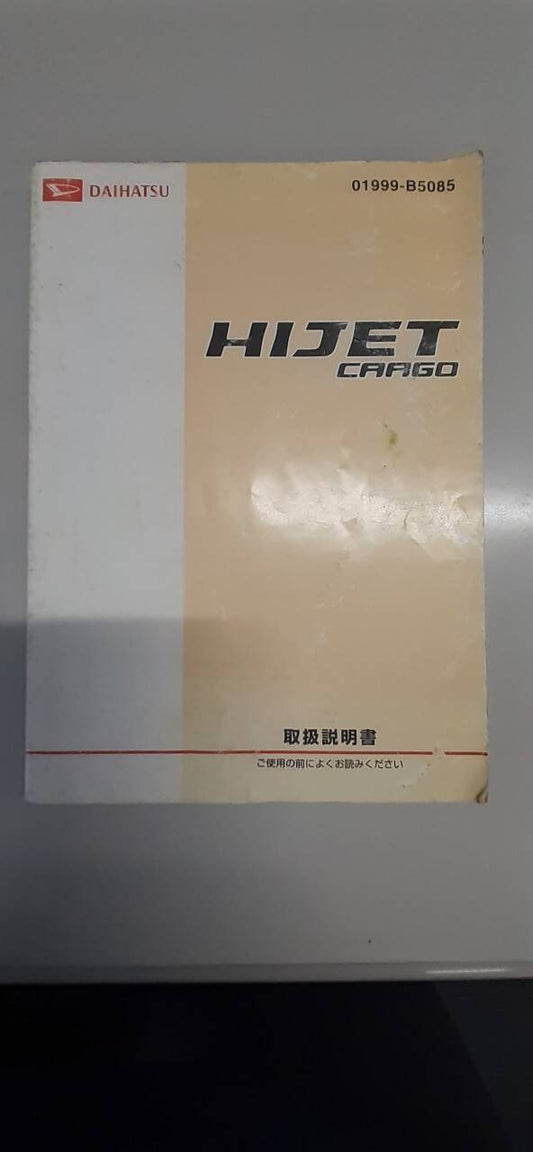 DAIHATSU
01999-B5085
HIJET
CARGO
取扱説明書
ご使用の前によくお読みください